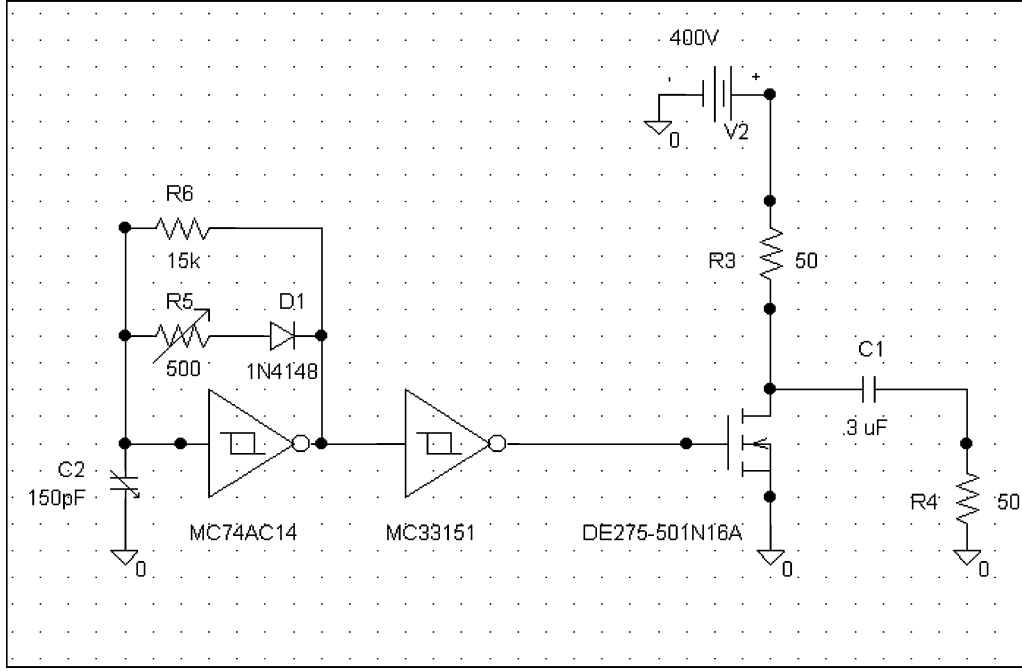 400V
- +
V2
0
R6
15k
R3 50
R5 D1
500 1N4148
C1
.3 uF
C2
150pF
R4 50
MC74AC14 MC33151 DE275-501N16A
0 0 0